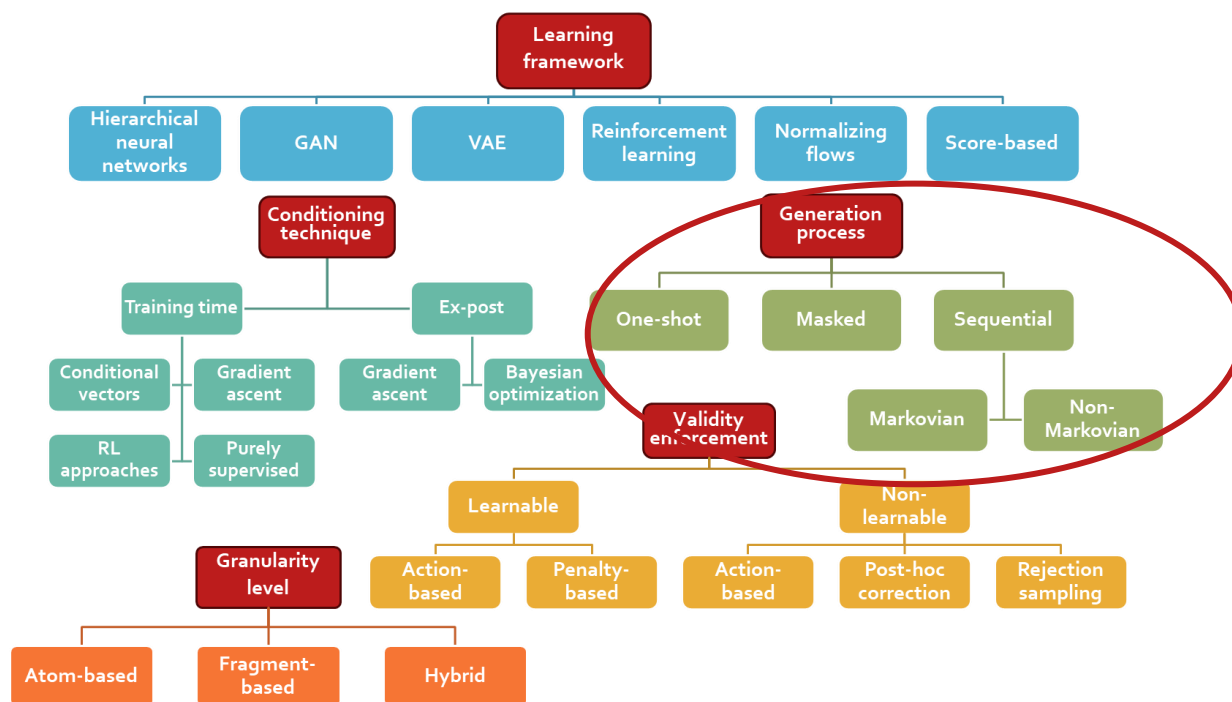 Learning
framework
Hierarchical
neural
networks
GAN
VAE
Reinforcement
learning
Normalizing
flows
Score-based
Conditioning
technique
Generation
process
Training time
Ex-post
One-shot
Masked
Sequential
Conditional
vectors
Gradient
ascent
Gradient
ascent
Bayesian
optimization
Markovian
Non-
Markovian
RL
approaches
Purely
supervised
Validity
enforcement
Learnable
Non-
learnable
Granularity
level
Action-
based
Penalty-
based
Action-
based
Post-hoc
correction
Rejection
sampling
Atom-based
Fragment-
based
Hybrid